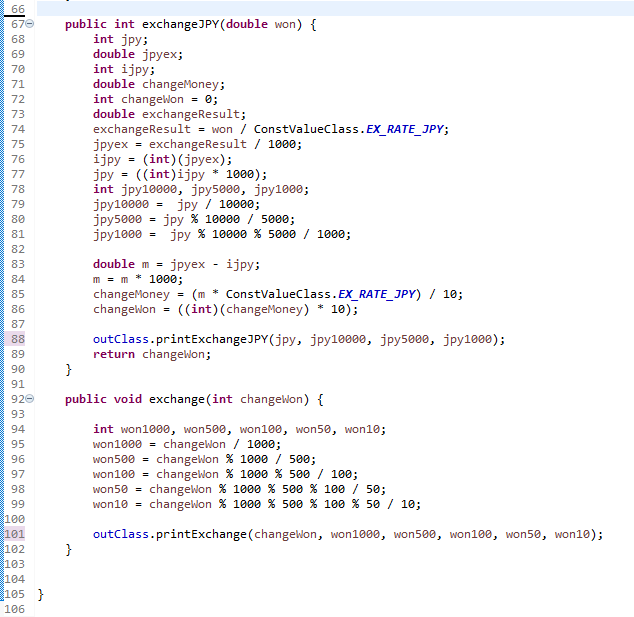 66
67 public int exchangeJPY(double won) {
68 int jpy;
69 double jpyex;
70 int ijpy;
71 double changeMoney;
72 int changeWon = 0;
73 double exchangeResult;
74 exchangeResult = won / ConstValueClass.EX_RATE_JPY;
75 jpyex = exchangeResult / 1000;
76 ijpy = (int)(jpyex);
77 jpy = ((int)ijpy * 1000);
78 int jpy10000, jpy5000, jpy1000;
79 jpy10000 =  jpy / 10000;
80 jpy5000 = jpy % 10000 / 5000;
81 jpy1000 =  jpy % 10000 % 5000 / 1000;
82
83 double m = jpyex - ijpy;
84 m = m * 1000;
85 changeMoney = (m * ConstValueClass.EX_RATE_JPY) / 10;
86 changeWon = ((int)(changeMoney) * 10);
87
88 outClass.printExchangeJPY(jpy, jpy10000, jpy5000, jpy1000);
89 return changeWon;
90 }
91
92 public void exchange(int changeWon) {
93
94 int won1000, won500, won100, won50, won10;
95 won1000 = changeWon / 1000;
96 won500 = changeWon % 1000 / 500;
97 won100 = changeWon % 1000 % 500 / 100;
98 won50 = changeWon % 1000 % 500 % 100 / 50;
99 won10 = changeWon % 1000 % 500 % 100 % 50 / 10;
100
101 outClass.printExchange(changeWon, won1000, won500, won100, won50, won10);
102 }
103
104
105 }
106